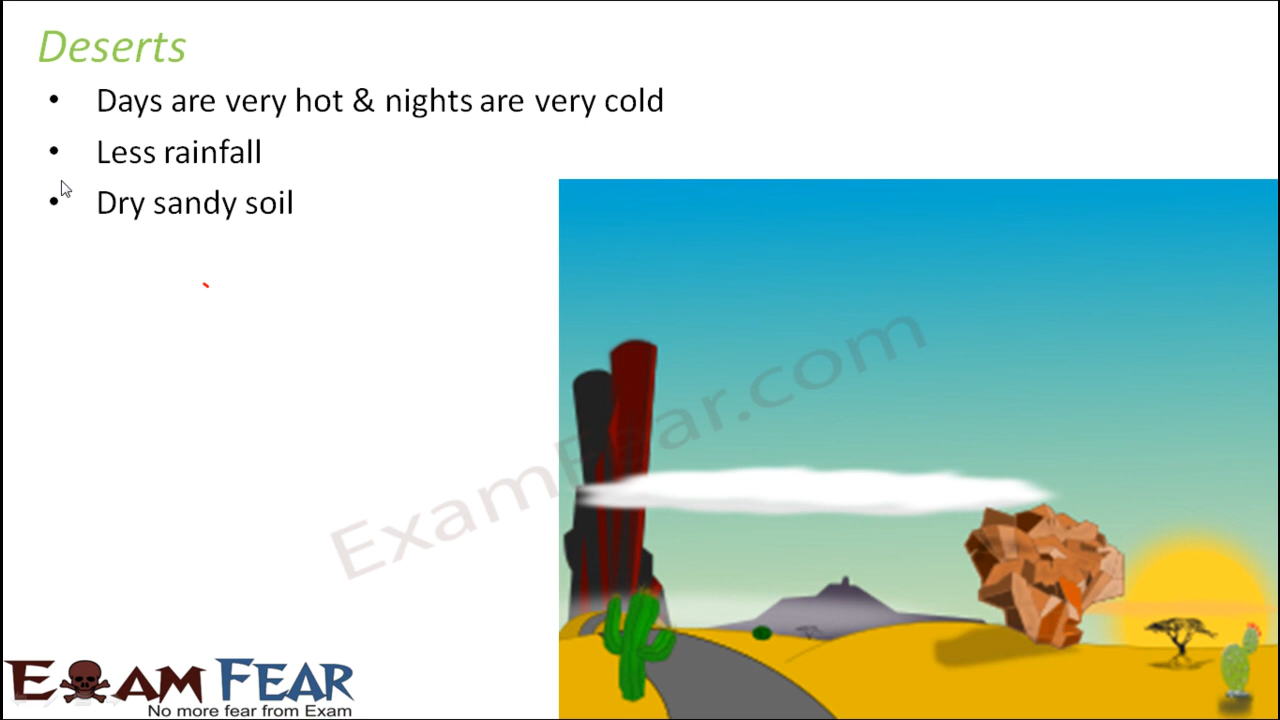 Deserts
• Days are very hot & nights are very cold
• Less rainfall
• Dry sandy soil
ExamFear.com
EXAM FEAR
No more fear from Exam